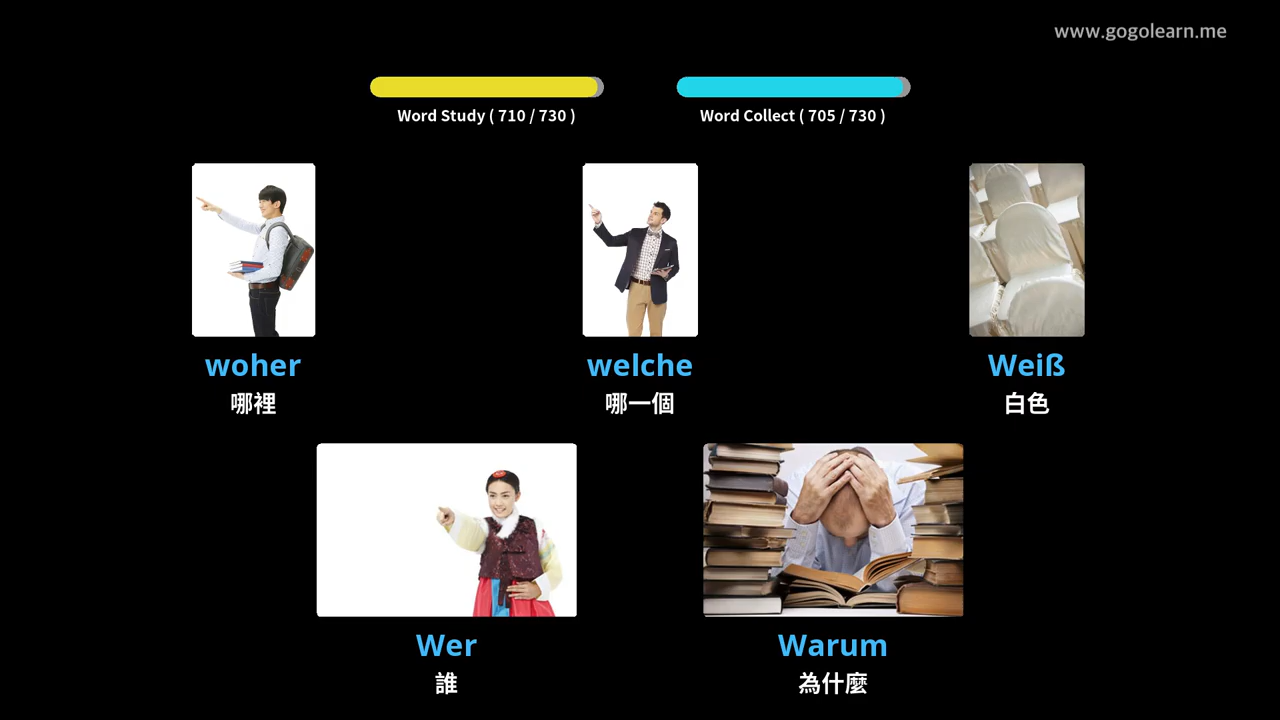 www.gogolearn.me
Word Study ( 710 / 730 )
Word Collect ( 705 / 730 )
woher
哪裡
welche
哪一個
Weiß
白色
Wer
誰
Warum
為什麼